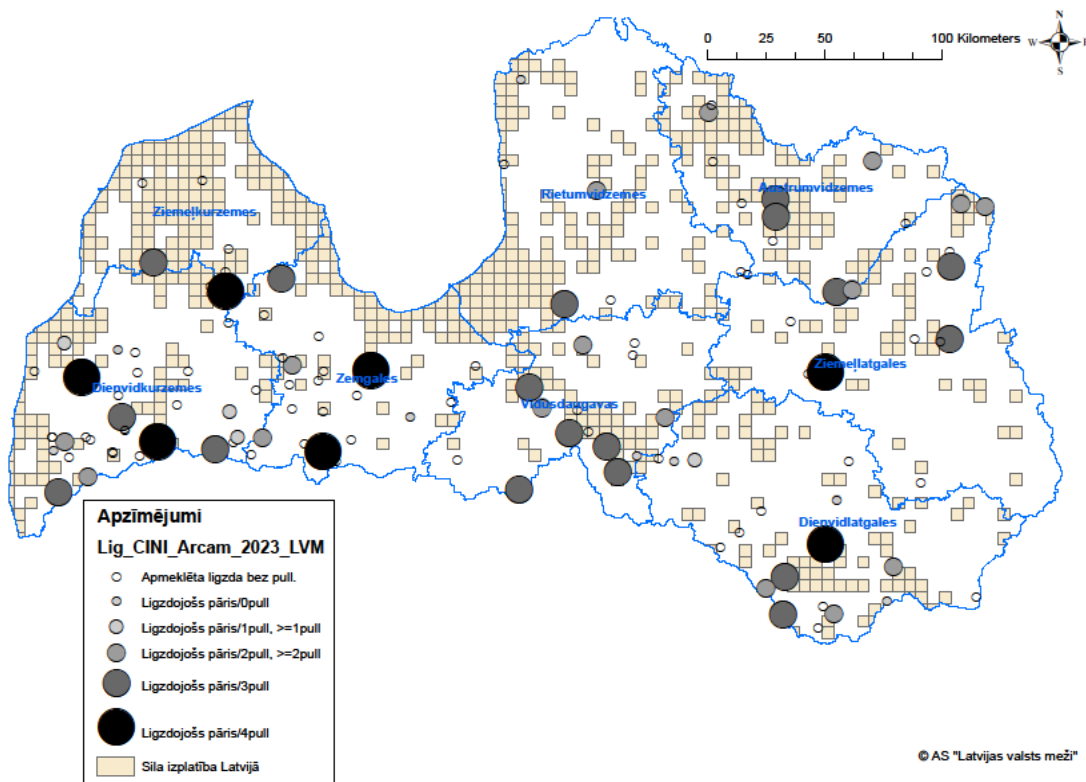 N
0 25 50 100 Kilometers
W E
S
Ziemeļkurzemes
Rietumvidzemes
Austrumvidzemes
Dienvidkurzemes
Zemgales
Ziemeļlatgales
Vidusdaugavas
Dienvidlatgales
Apzīmējumi
Lig_CINI_Arcam_2023_LVM
Apmeklēta ligzda bez pull.
Ligzdojošs pāris/0pull
Ligzdojošs pāris/1pull, >=1pull
Ligzdojošs pāris/2pull, >=2pull
Ligzdojošs pāris/3pull
Ligzdojošs pāris/4pull
Sila izplatība Latvijā
© AS "Latvijas valsts meži"